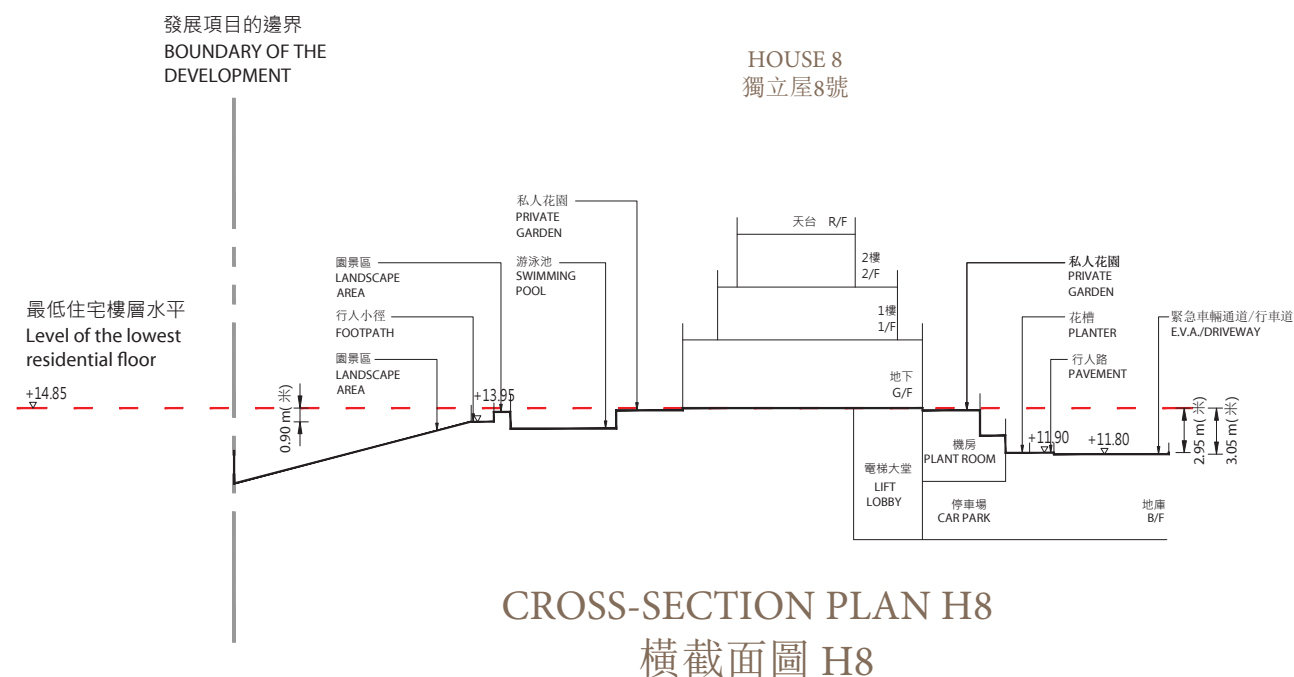 發展項目的邊界
BOUNDARY OF THE
DEVELOPMENT
HOUSE 8
獨立屋8號
最低住宅樓層水平
Level of the lowest
residential floor
+14.85
0.90 m(米)
園景區
LANDSCAPE
AREA
行人小徑
FOOTPATH
園景區
LANDSCAPE
AREA
+13.95
私人花園
PRIVATE
GARDEN
游泳池
SWIMMING
POOL
天台 R/F
2樓
2/F
1樓
1/F
地下
G/F
電梯大堂
LIFT
LOBBY
機房
PLANT ROOM
停車場
CAR PARK
地庫
B/F
私人花園
PRIVATE
GARDEN
花槽
PLANTER
行人路
PAVEMENT
緊急車輛通道/行車道
E.V.A./DRIVEWAY
+11.90
+11.80
2.95 m(米)
3.05 m(米)
CROSS-SECTION PLAN H8
橫截面圖 H8